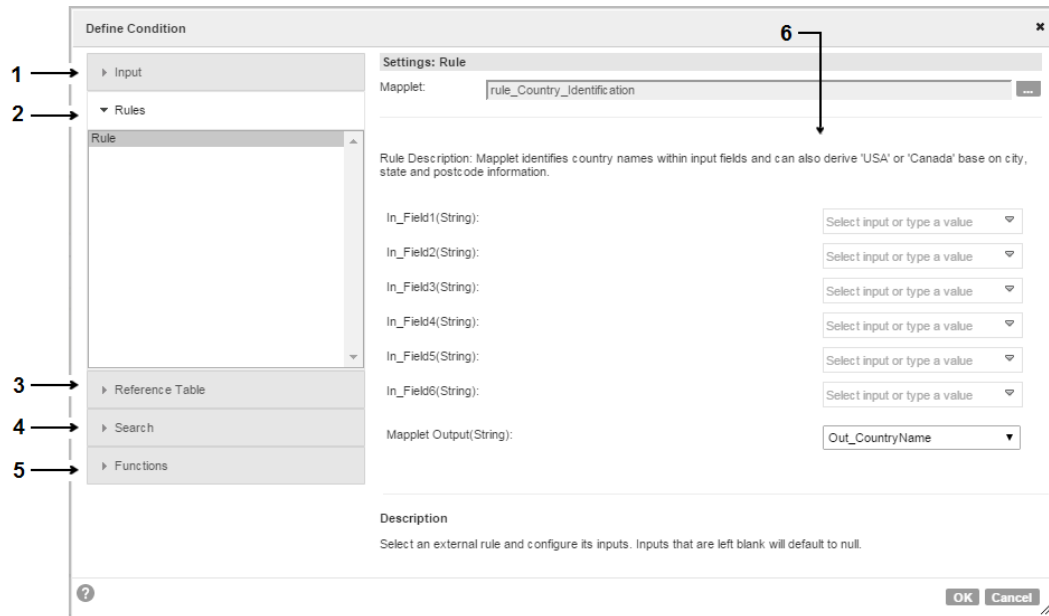 Define Condition
6
1
Input
2
Rules
Rule
3
Reference Table
4
Search
5
Functions
Settings: Rule
Mapplet:
rule_Country_Identification
...
Rule Description: Mapplet identifies country names within input fields and can also derive 'USA' or 'Canada' base on city,
state and postcode information.
In_Field1(String):
Select input or type a value
In_Field2(String):
Select input or type a value
In_Field3(String):
Select input or type a value
In_Field4(String):
Select input or type a value
In_Field5(String):
Select input or type a value
In_Field6(String):
Select input or type a value
Mapplet Output(String):
Out_CountryName
Description
Select an external rule and configure its inputs. Inputs that are left blank will default to null.
?
OK
Cancel